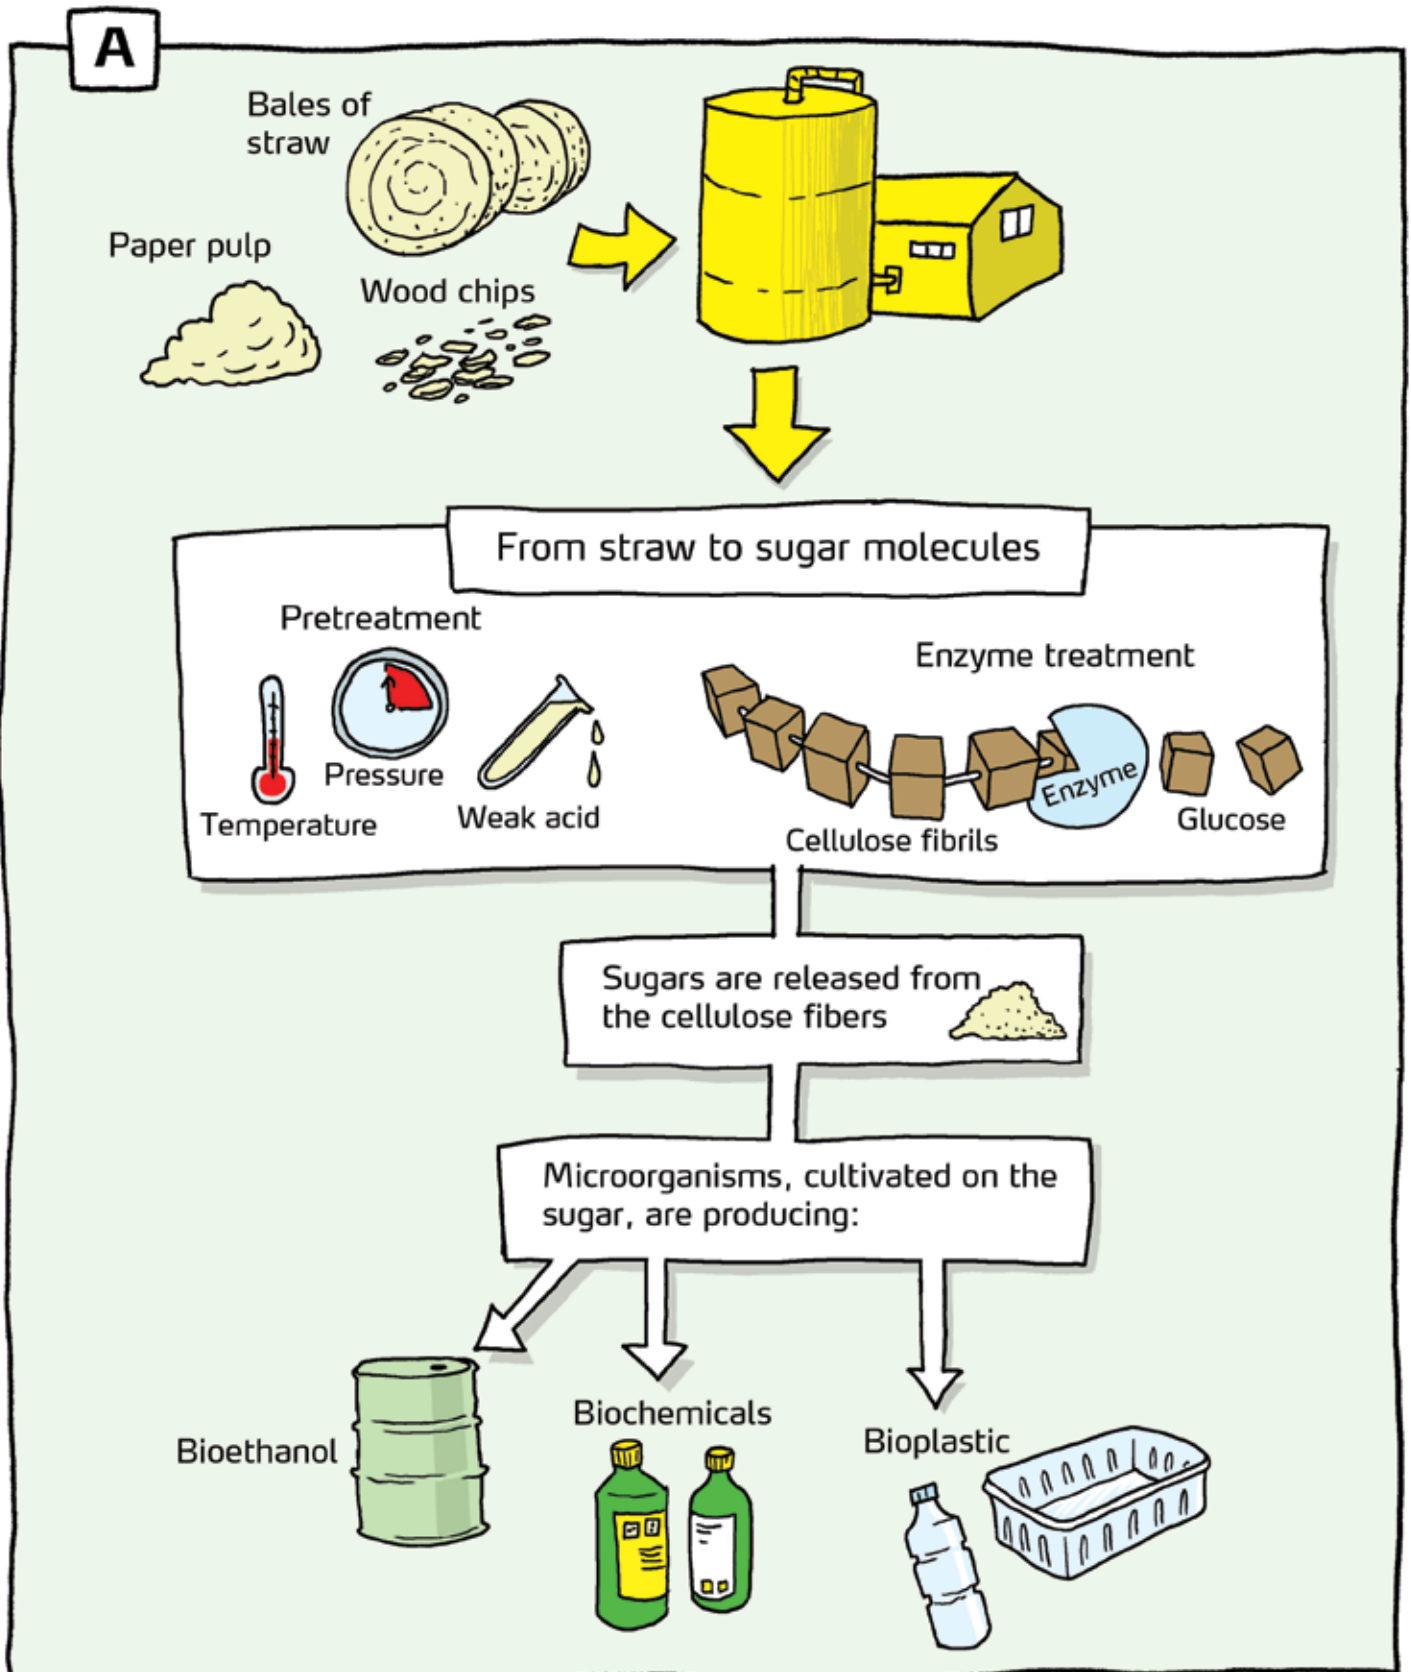 A
Bales of
straw
Paper pulp
Wood chips
From straw to sugar molecules
Pretreatment
Temperature
Pressure
Weak acid
Enzyme treatment
Cellulose fibrils
Enzyme
Glucose
Sugars are released from
the cellulose fibers
Microorganisms, cultivated on the
sugar, are producing:
Bioethanol
Biochemicals
Bioplastic